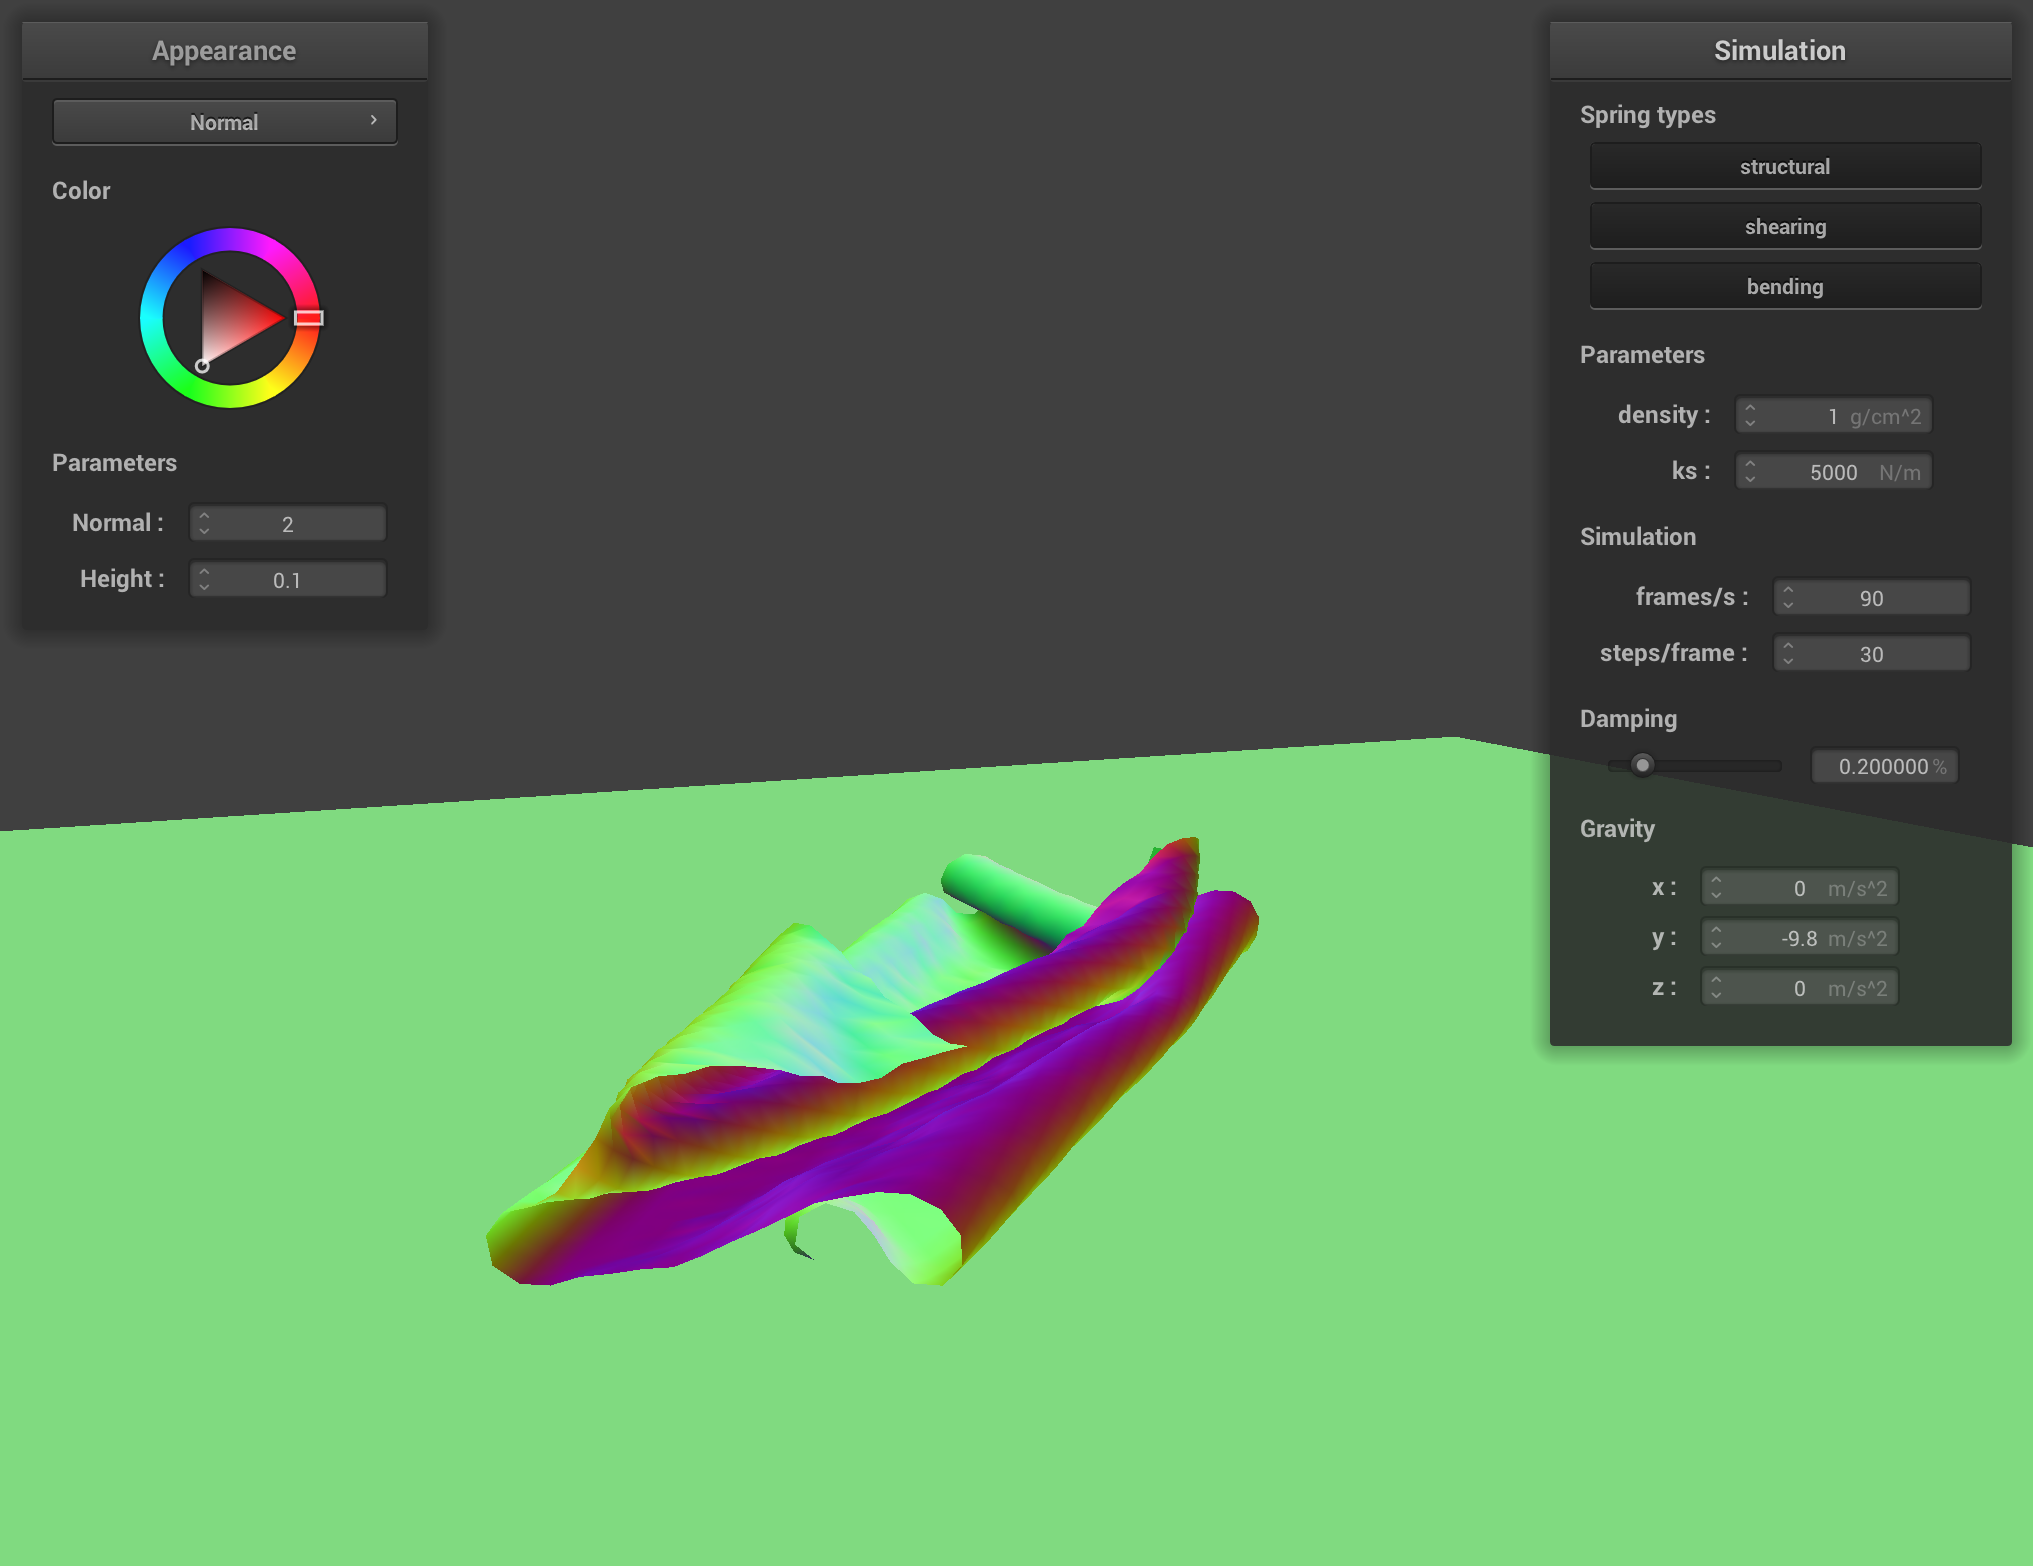 Appearance
Normal
Color
Parameters
Normal : 2
Height : 0.1
Simulation
Spring types
structural
shearing
bending
Parameters
density : 1 g/cm^2
ks : 5000 N/m
Simulation
frames/s : 90
steps/frame : 30
Damping
0.200000 %
Gravity
x : 0 m/s^2
y : -9.8 m/s^2
z : 0 m/s^2